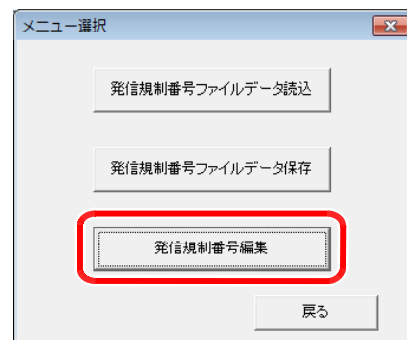 メニュー選択
発信規制番号ファイルデータ読込
発信規制番号ファイルデータ保存
発信規制番号編集
戻る